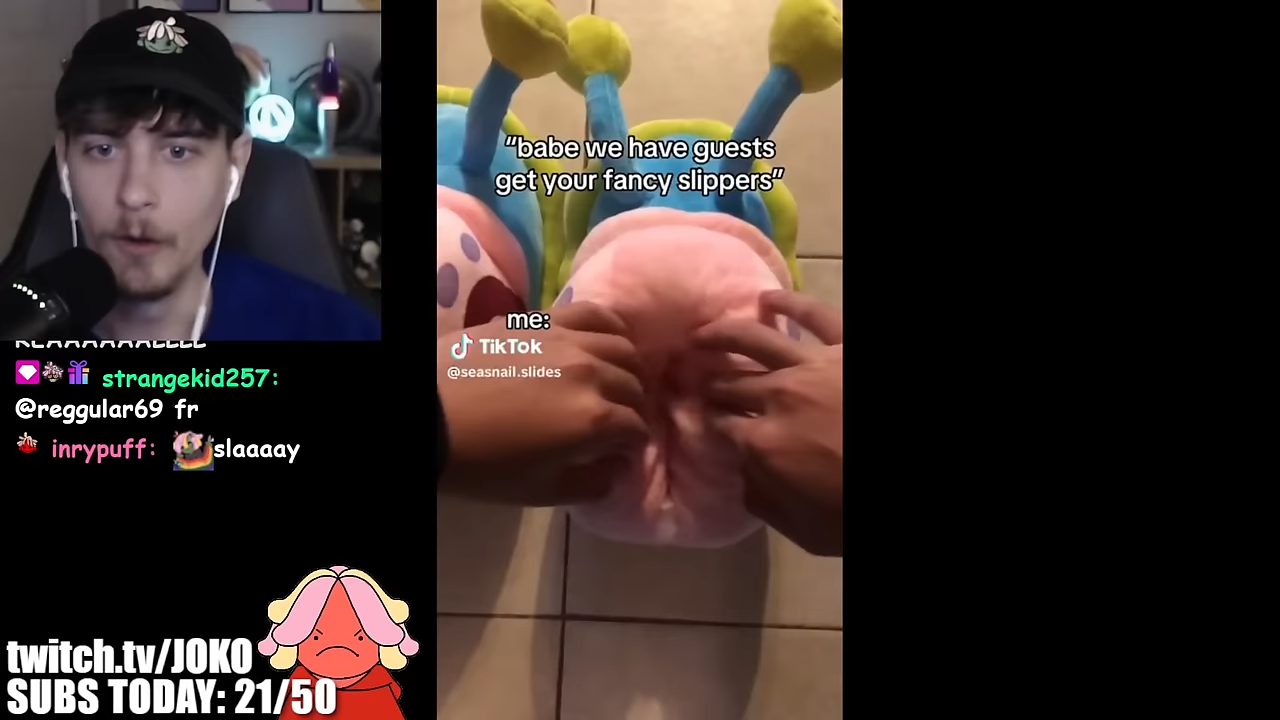 “babe we have guests
get your fancy slippers”
me:
TikTok
@seasnail.slides
strangekid257:
@reggular69 fr
inrypuff: slaaaay
twitch.tv/JOKO
SUBS TODAY: 21/50